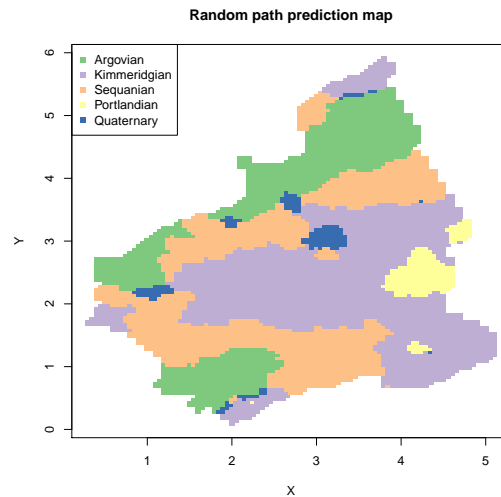 Random path prediction map
Argovian
Kimmeridgian
Sequanian
Portlandian
Quaternary
6
5
4
3
2
1
0
Y
1 2 3 4 5
X